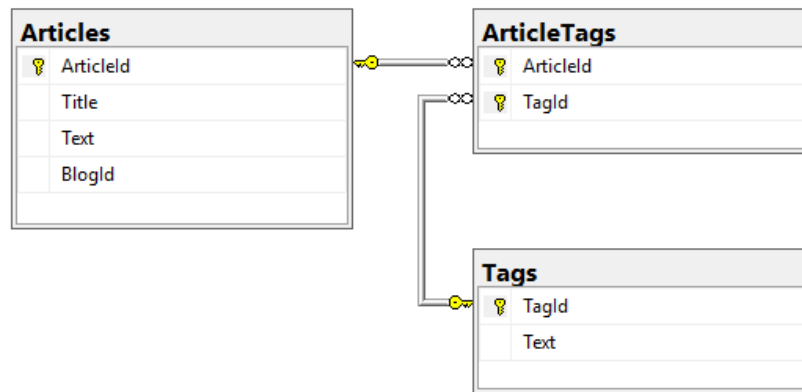 Articles
ArticleId
Title
Text
BlogId
ArticleTags
ArticleId
TagId
Tags
TagId
Text